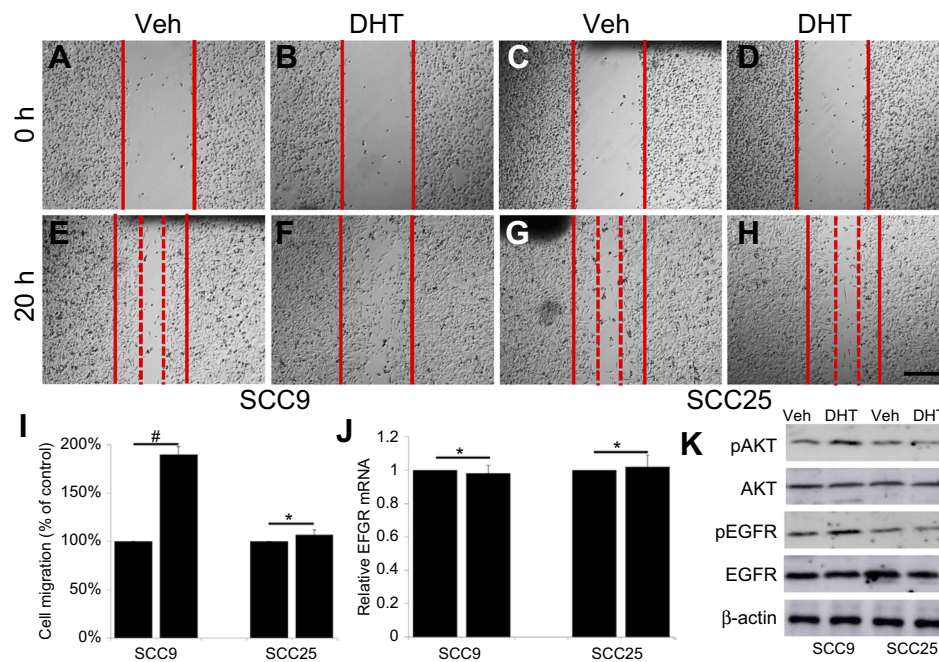 Veh DHT Veh DHT
A B C D
0 h
E F G H
20 h
SCC9 SCC25
I
Cell migration (% of control)
200%
150%
100%
50%
0%
#
*
SCC9 SCC25
J
Relative EFGR mRNA
1.2
1
0.8
0.6
0.4
0.2
0
*
*
SCC9 SCC25
K
Veh DHT Veh DHT
pAKT
AKT
pEGFR
EGFR
β-actin
SCC9 SCC25